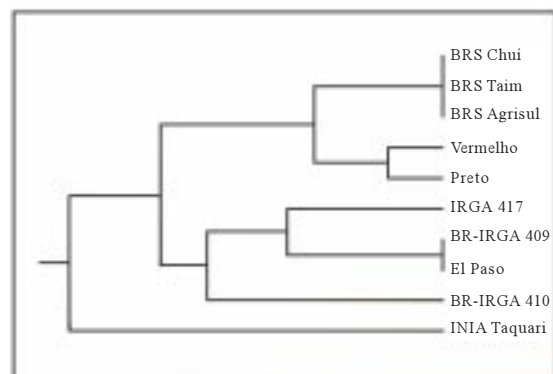 BRS Chuí
BRS Taim
BRS Agrisul
Vermelho
Preto
IRGA 417
BR-IRGA 409
El Paso
BR-IRGA 410
INIA Taquari